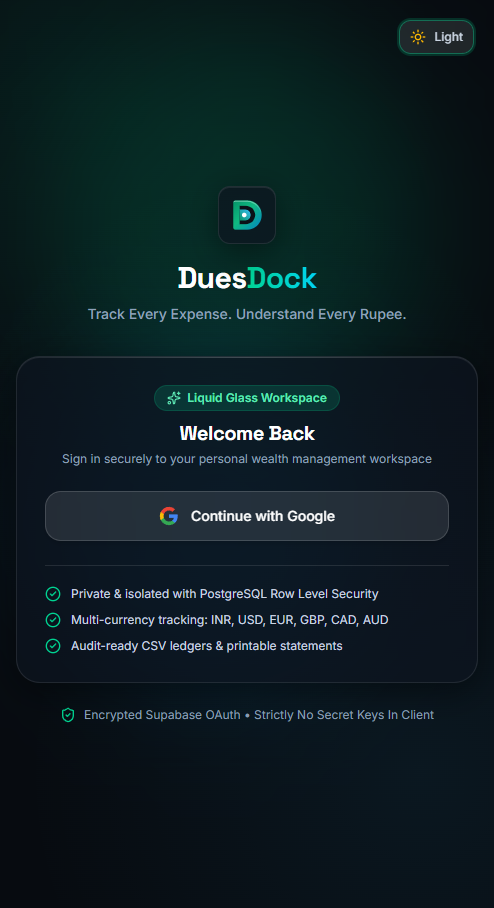 Light
DuesDock
Track Every Expense. Understand Every Rupee.
Liquid Glass Workspace
Welcome Back
Sign in securely to your personal wealth management workspace
Continue with Google
Private & isolated with PostgreSQL Row Level Security
Multi-currency tracking: INR, USD, EUR, GBP, CAD, AUD
Audit-ready CSV ledgers & printable statements
Encrypted Supabase OAuth • Strictly No Secret Keys In Client